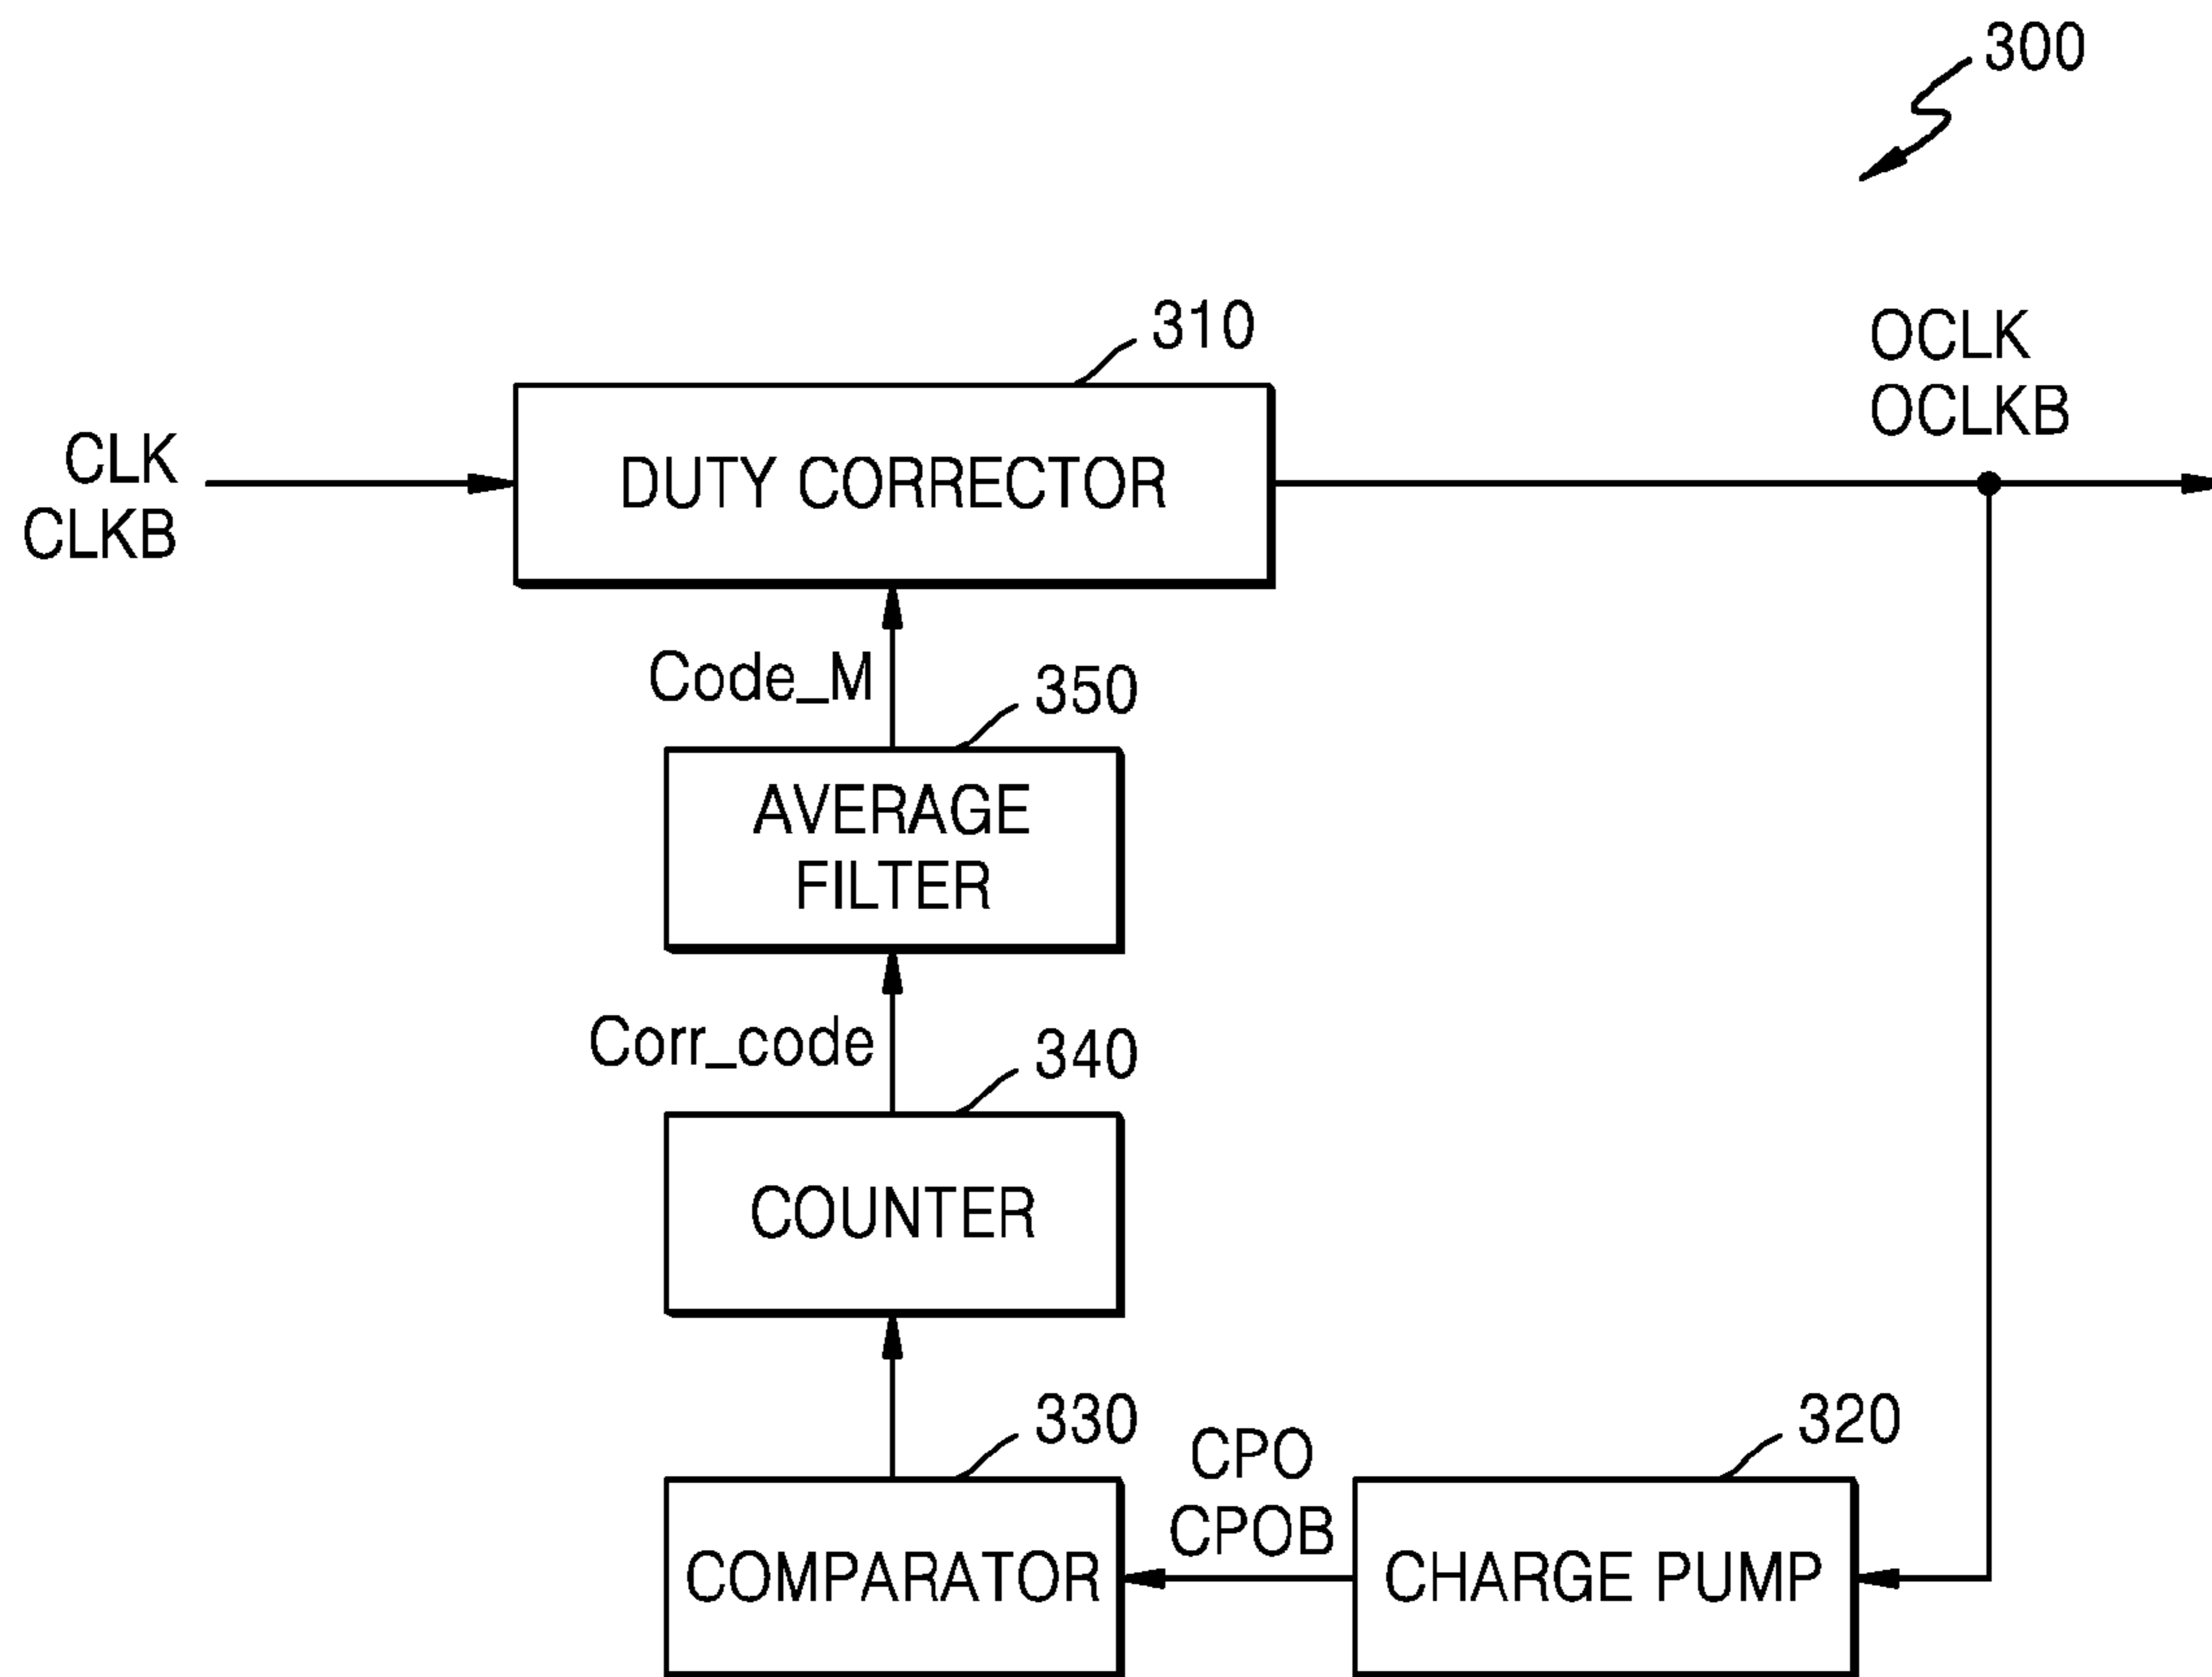 300
310
OCLK
OCLKB
CLK
CLKB
DUTY CORRECTOR
Code_M
350
AVERAGE
FILTER
Corr_code
340
COUNTER
330
CPO
CPOB
320
COMPARATOR
CHARGE PUMP